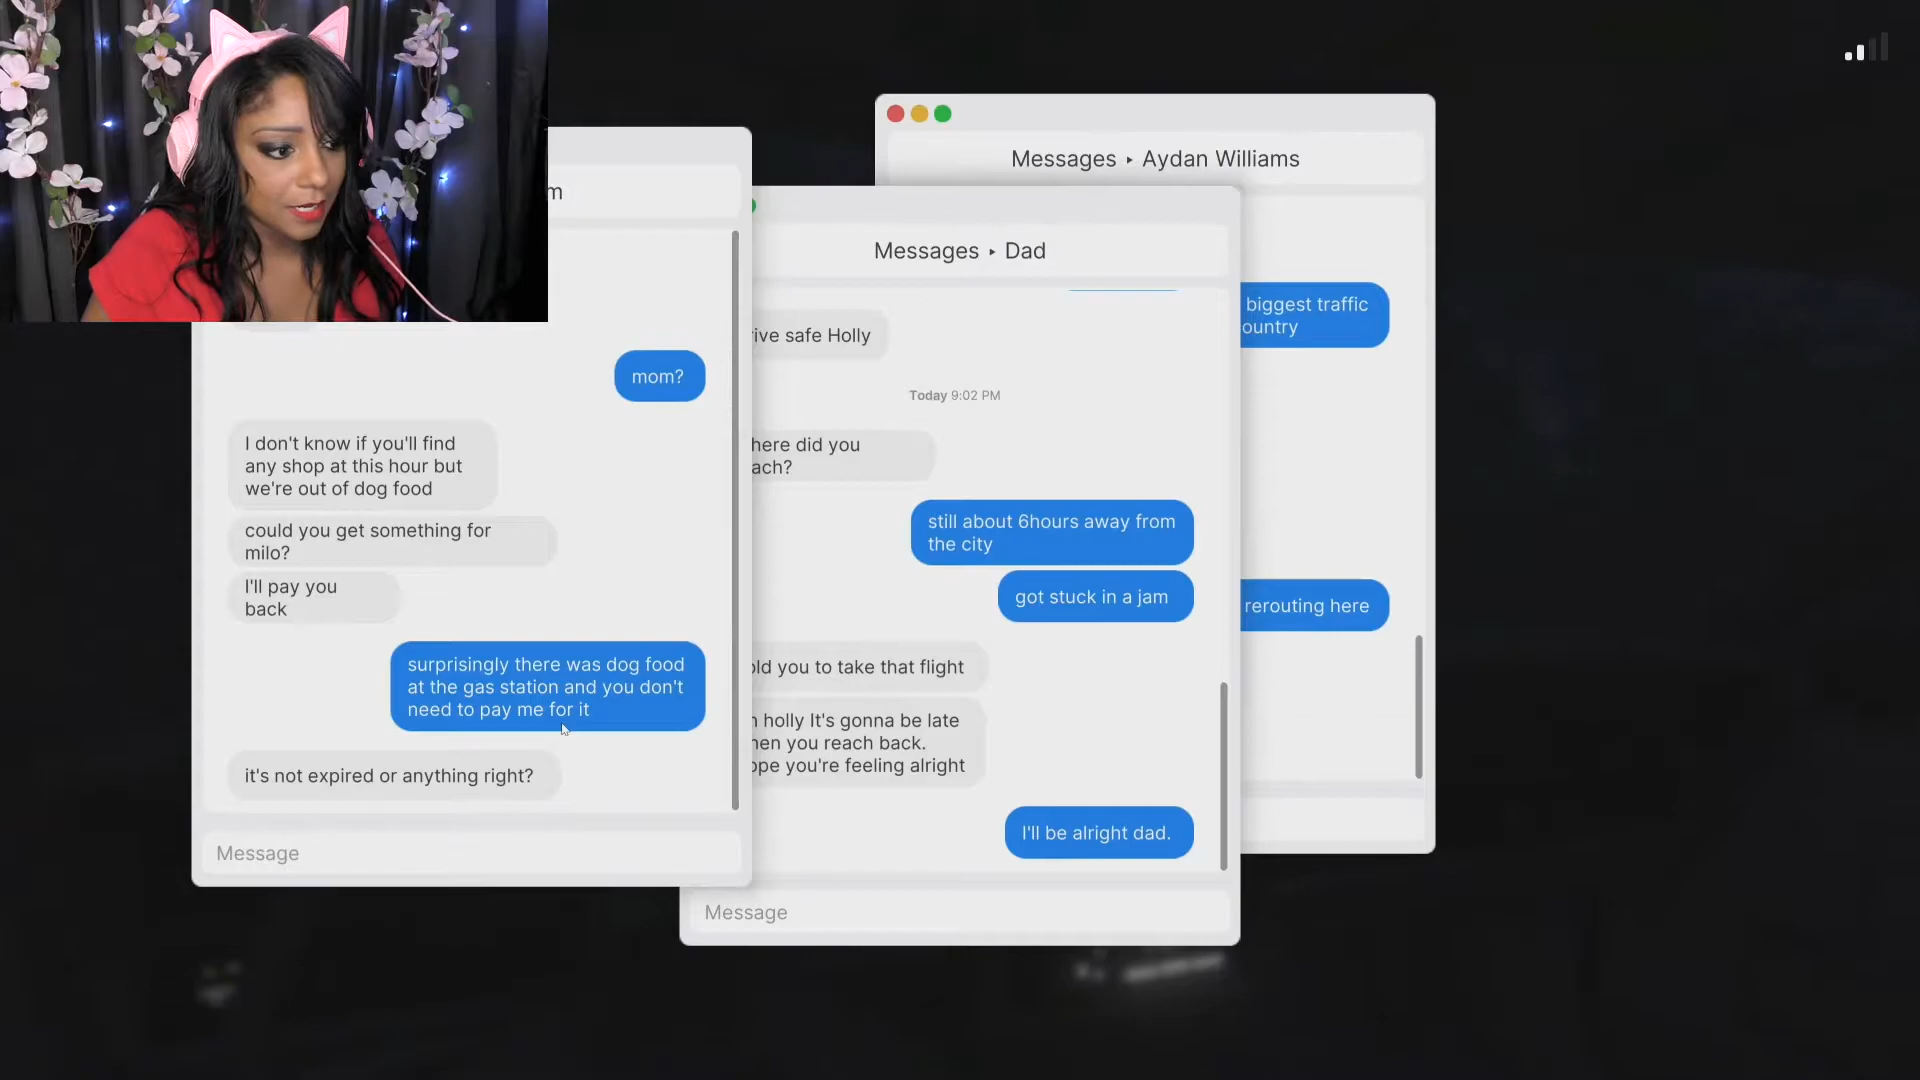 m
mom?
I don't know if you'll find
any shop at this hour but
we're out of dog food
could you get something for
milo?
I'll pay you
back
surprisingly there was dog food
at the gas station and you don't
need to pay me for it
it's not expired or anything right?
Message
Messages ‣ Dad
ive safe Holly
Today 9:02 PM
here did you
ach?
still about 6hours away from
the city
got stuck in a jam
old you to take that flight
holly It's gonna be late
hen you reach back.
ope you're feeling alright
I'll be alright dad.
Message
Messages ‣ Aydan Williams
biggest traffic
ountry
rerouting here